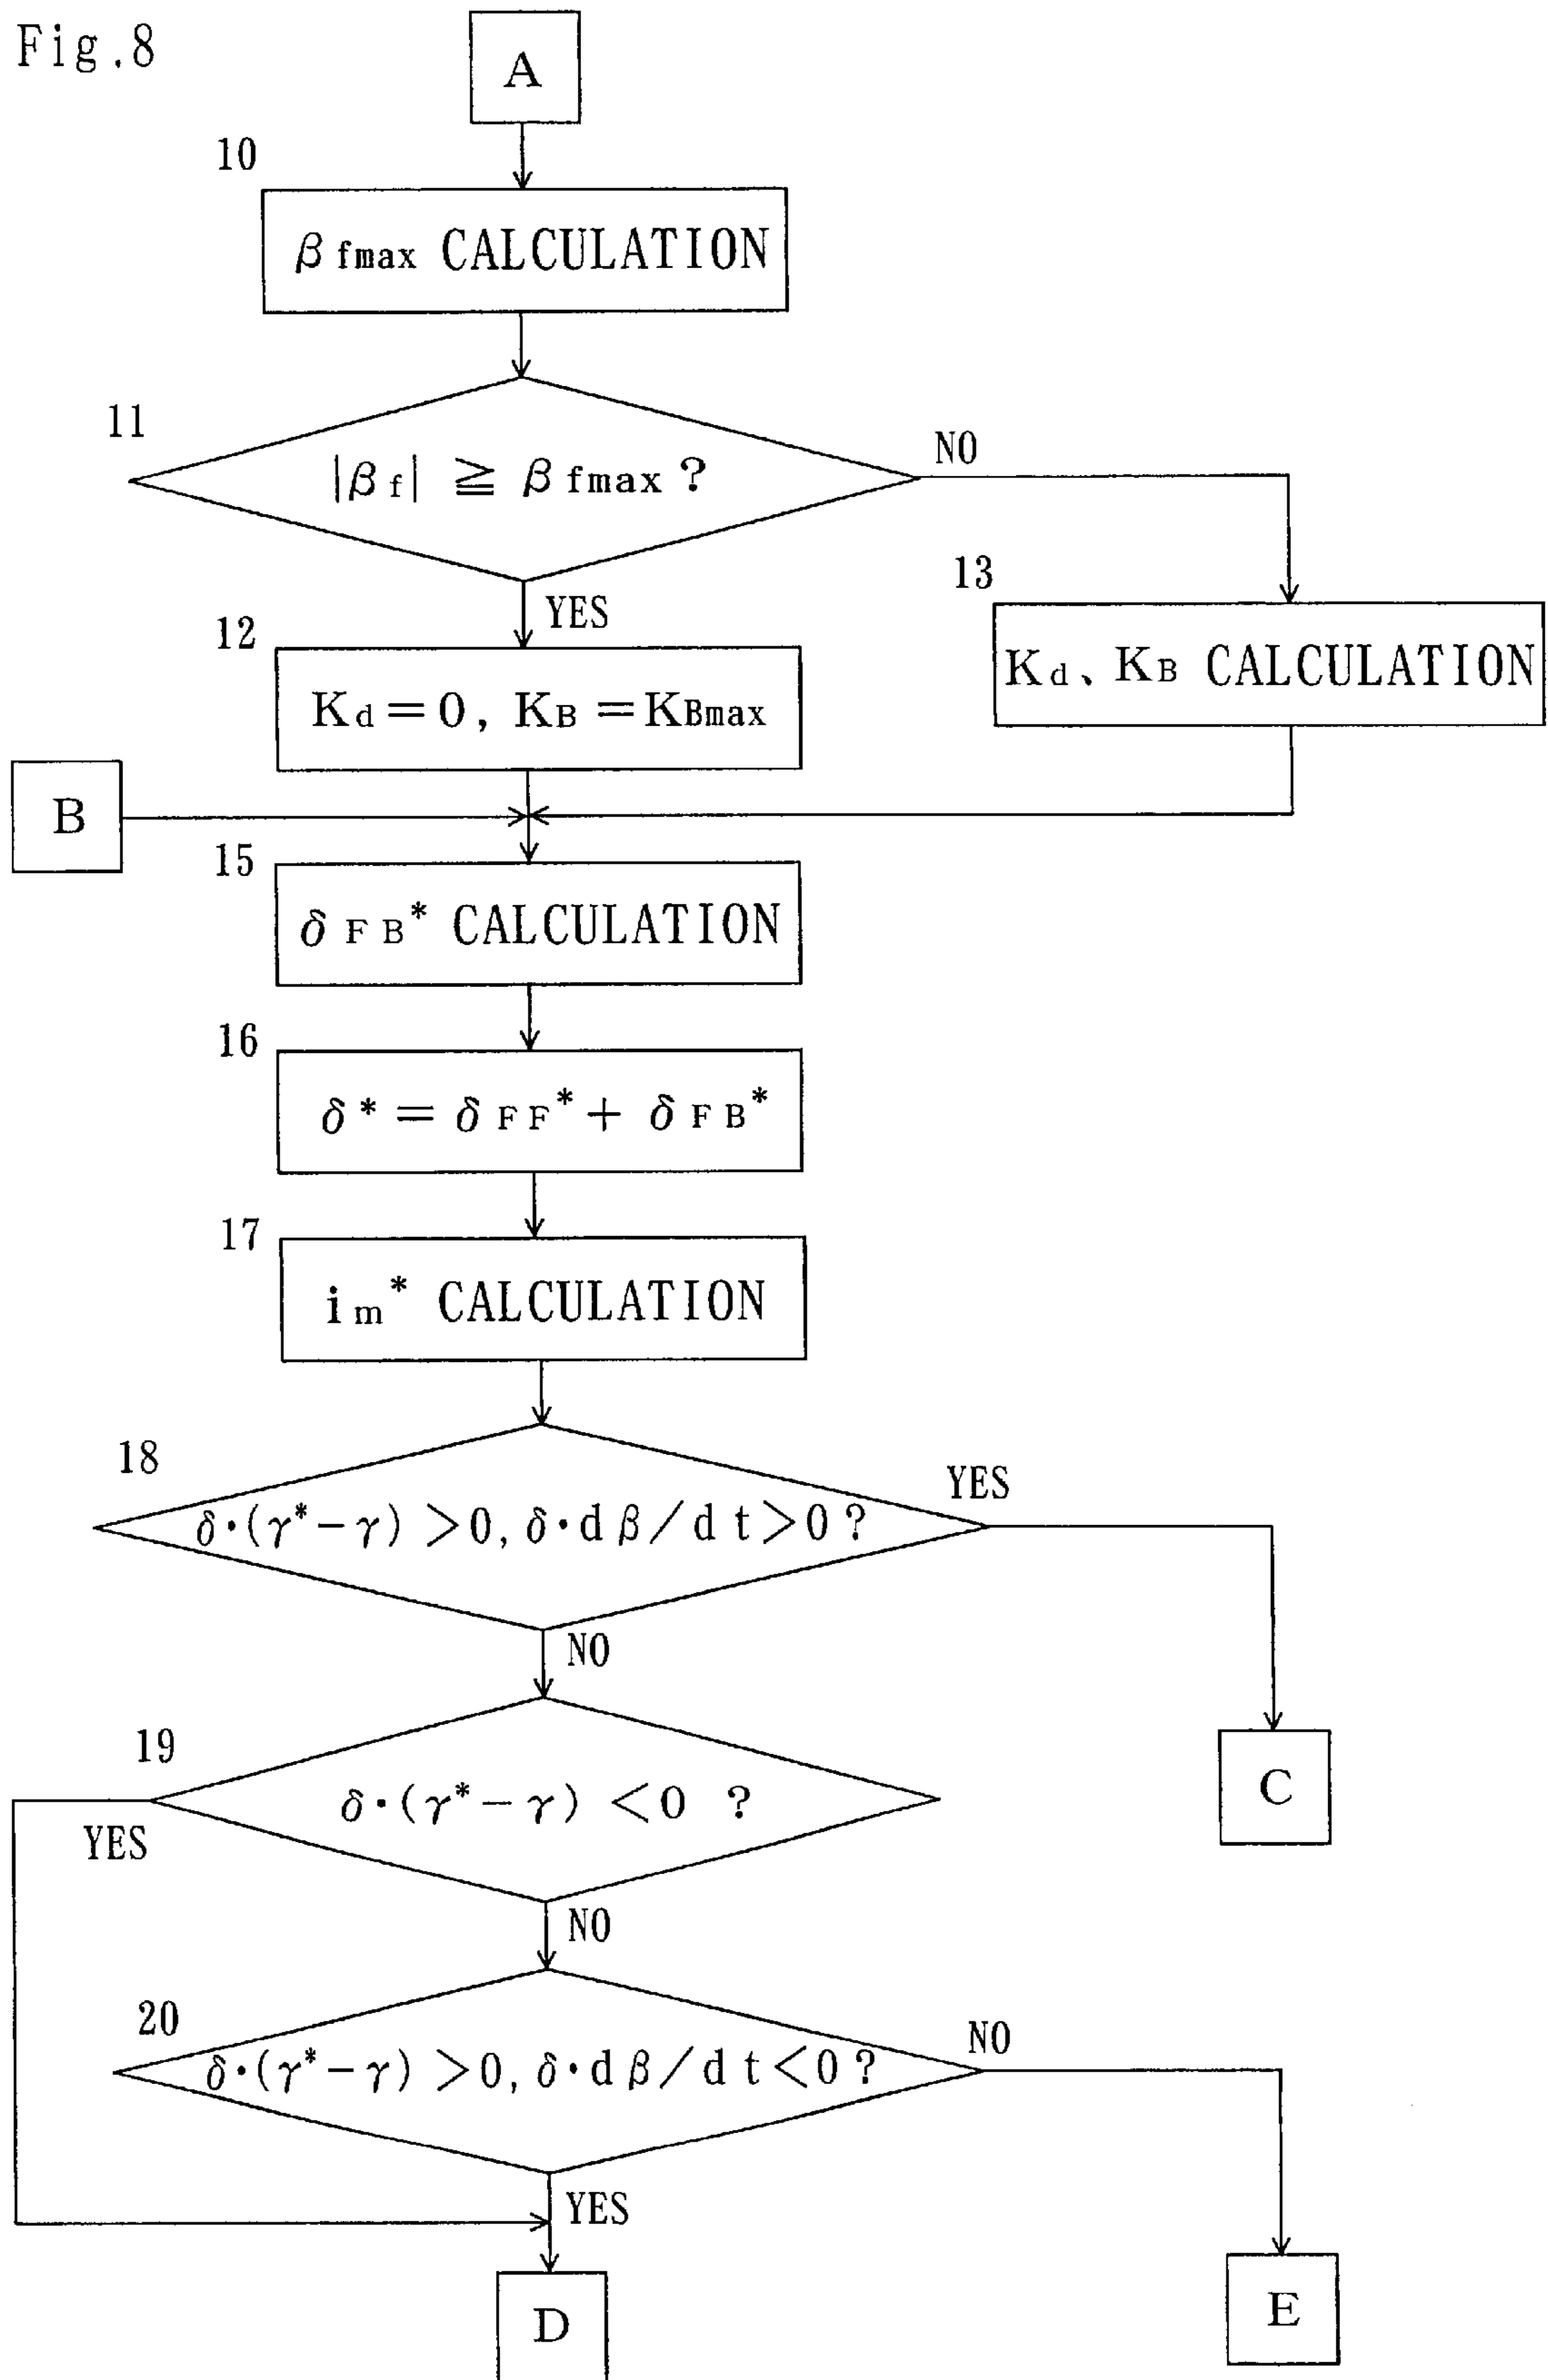 Fig.8
A
10
βfmax CALCULATION
11
|βf| ≧ βfmax ?
NO
YES
12
Kd=0, KB=KBmax
13
Kd、KB CALCULATION
B
15
δFB* CALCULATION
16
δ*=δFF*+δFB*
17
im* CALCULATION
18
δ・(γ*-γ)>0, δ・dβ/dt>0?
YES
NO
C
19
δ・(γ*-γ)<0 ?
YES
NO
20
δ・(γ*-γ)>0, δ・dβ/dt<0?
NO
YES
D
E